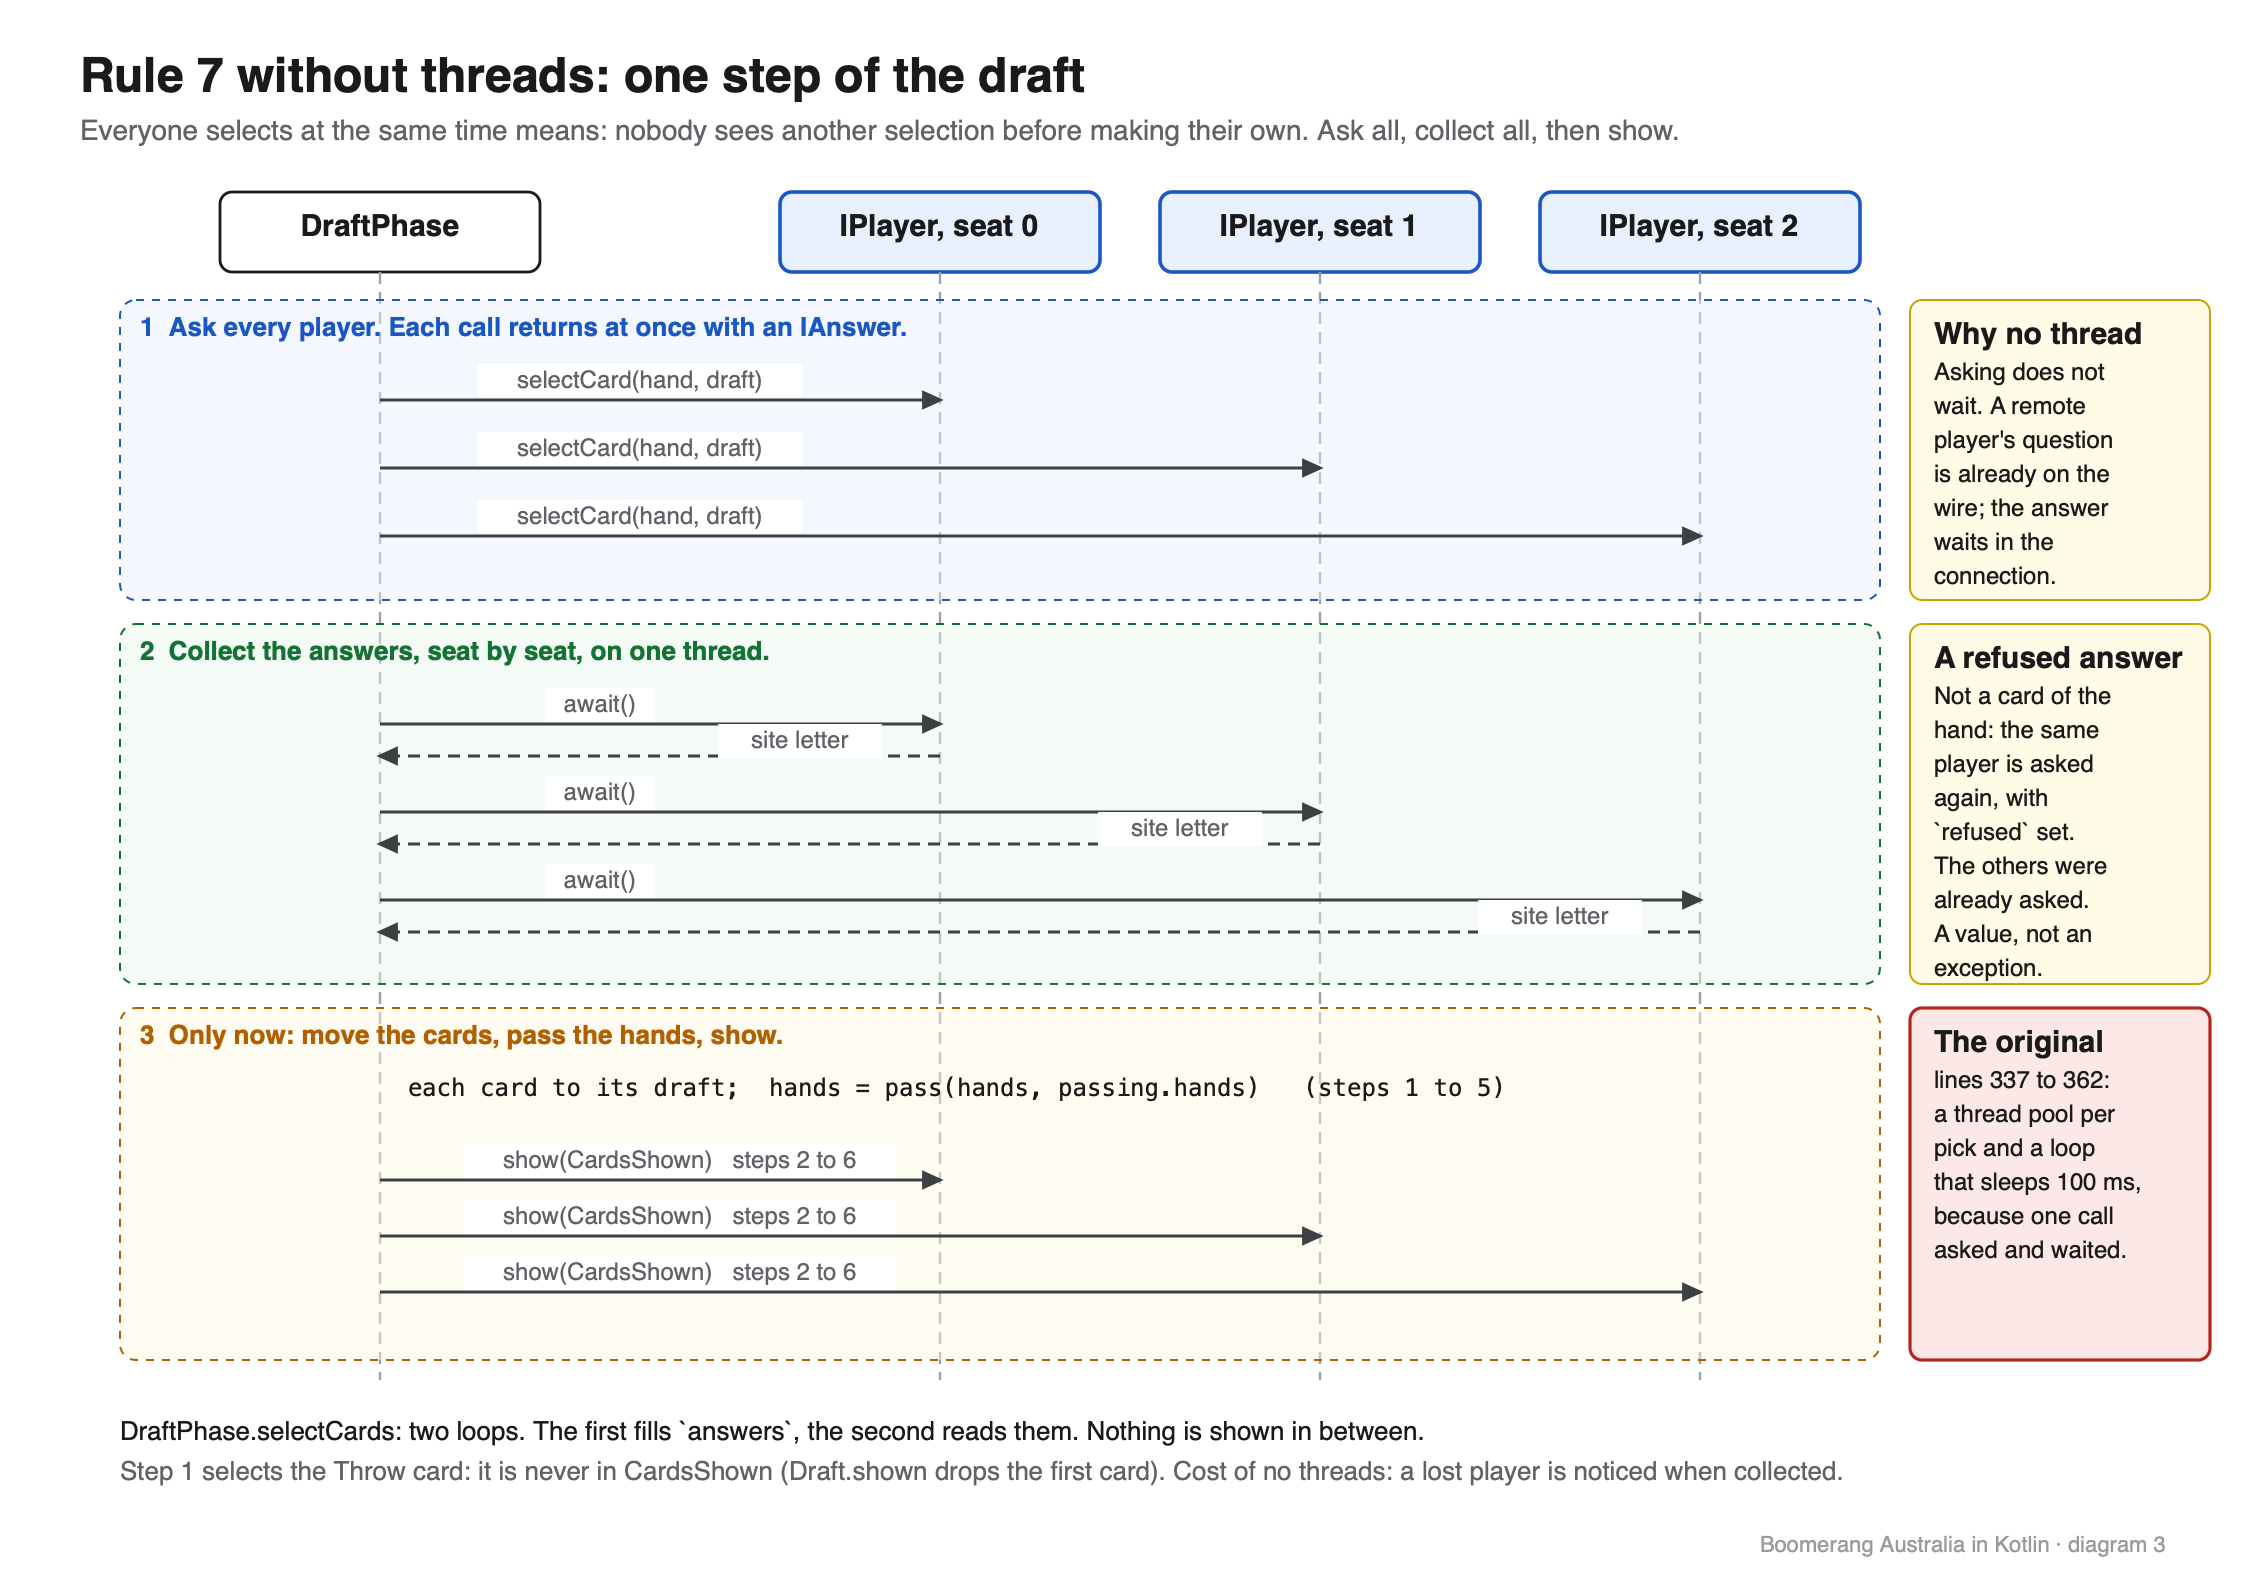 Rule 7 without threads: one step of the draft
Everyone selects at the same time means: nobody sees another selection before making their own. Ask all, collect all, then show.
DraftPhase
IPlayer, seat 0
IPlayer, seat 1
IPlayer, seat 2
1 Ask every player. Each call returns at once with an IAnswer.
selectCard(hand, draft)
selectCard(hand, draft)
selectCard(hand, draft)
Why no thread
Asking does not
wait. A remote
player's question
is already on the
wire; the answer
waits in the
connection.
2 Collect the answers, seat by seat, on one thread.
await()
site letter
await()
site letter
await()
site letter
A refused answer
Not a card of the
hand: the same
player is asked
again, with
`refused` set.
The others were
already asked.
A value, not an
exception.
3 Only now: move the cards, pass the hands, show.
each card to its draft; hands = pass(hands, passing.hands) (steps 1 to 5)
show(CardsShown) steps 2 to 6
show(CardsShown) steps 2 to 6
show(CardsShown) steps 2 to 6
The original
lines 337 to 362:
a thread pool per
pick and a loop
that sleeps 100 ms,
because one call
asked and waited.
DraftPhase.selectCards: two loops. The first fills `answers`, the second reads them. Nothing is shown in between.
Step 1 selects the Throw card: it is never in CardsShown (Draft.shown drops the first card). Cost of no threads: a lost player is noticed when collected.
Boomerang Australia in Kotlin · diagram 3